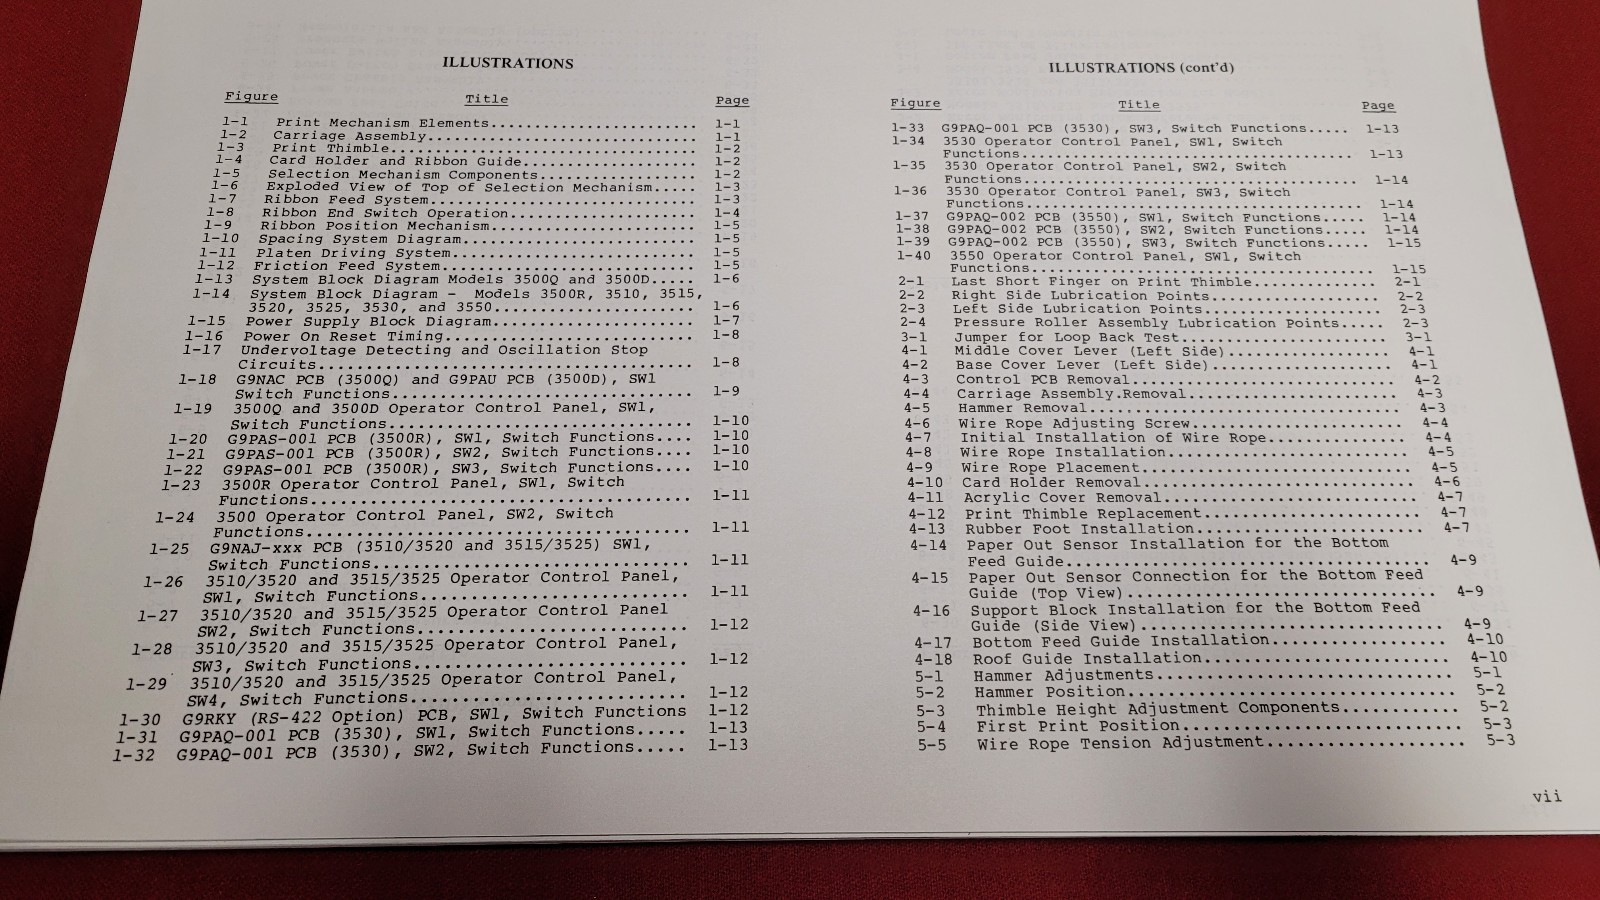 ILLUSTRATIONS
Figure Title Page
1-1 Print Mechanism Elements.......................... 1-1
1-2 Carriage Assembly.................................. 1-1
1-3 Print Thimble...................................... 1-2
1-4 Card Holder and Ribbon Guide...................... 1-2
1-5 Selection Mechanism Components.................... 1-2
1-6 Exploded View of Top of Selection Mechanism..... 1-3
1-7 Ribbon Feed System................................. 1-3
1-8 Ribbon End Switch Operation....................... 1-4
1-9 Ribbon Position Mechanism.......................... 1-5
1-10 Spacing System Diagram............................. 1-5
1-11 Platen Driving System.............................. 1-5
1-12 Friction Feed System............................... 1-5
1-13 System Block Diagram Models 3500Q and 3500D..... 1-6
1-14 System Block Diagram - Models 3500R, 3510, 3515,
3520, 3525, 3530, and 3550........................ 1-6
1-15 Power Supply Block Diagram........................ 1-7
1-16 Power On Reset Timing.............................. 1-8
1-17 Undervoltage Detecting and Oscillation Stop
Circuits............................................ 1-8
1-18 G9NAC PCB (3500Q) and G9PAU PCB (3500D), SW1
Switch Functions................................... 1-9
1-19 3500Q and 3500D Operator Control Panel, SW1,
Switch Functions................................... 1-10
1-20 G9PAS-001 PCB (3500R), SW1, Switch Functions.... 1-10
1-21 G9PAS-001 PCB (3500R), SW2, Switch Functions.... 1-10
1-22 G9PAS-001 PCB (3500R), SW3, Switch Functions.... 1-10
1-23 3500R Operator Control Panel, SW1, Switch
Functions........................................... 1-11
1-24 3500 Operator Control Panel, SW2, Switch
Functions........................................... 1-11
1-25 G9NAJ-xxx PCB (3510/3520 and 3515/3525) SW1,
Switch Functions................................... 1-11
1-26 3510/3520 and 3515/3525 Operator Control Panel,
SW1, Switch Functions.............................. 1-11
1-27 3510/3520 and 3515/3525 Operator Control Panel
SW2, Switch Functions.............................. 1-12
1-28 3510/3520 and 3515/3525 Operator Control Panel,
SW3, Switch Functions.............................. 1-12
1-29 3510/3520 and 3515/3525 Operator Control Panel,
SW4, Switch Functions.............................. 1-12
1-30 G9RKY (RS-422 Option) PCB, SW1, Switch Functions 1-12
1-31 G9PAQ-001 PCB (3530), SW1, Switch Functions..... 1-13
1-32 G9PAQ-001 PCB (3530), SW2, Switch Functions..... 1-13
ILLUSTRATIONS (cont'd)
Figure Title Page
1-33 G9PAQ-001 PCB (3530), SW3, Switch Functions..... 1-13
1-34 3530 Operator Control Panel, SW1, Switch
Functions........................................... 1-13
1-35 3530 Operator Control Panel, SW2, Switch
Functions........................................... 1-14
1-36 3530 Operator Control Panel, SW3, Switch
Functions........................................... 1-14
1-37 G9PAQ-002 PCB (3550), SW1, Switch Functions..... 1-14
1-38 G9PAQ-002 PCB (3550), SW2, Switch Functions..... 1-14
1-39 G9PAQ-002 PCB (3550), SW3, Switch Functions..... 1-15
1-40 3550 Operator Control Panel, SW1, Switch
Functions........................................... 1-15
2-1 Last Short Finger on Print Thimble............... 2-1
2-2 Right Side Lubrication Points..................... 2-2
2-3 Left Side Lubrication Points...................... 2-3
2-4 Pressure Roller Assembly Lubrication Points..... 2-3
3-1 Jumper for Loop Back Test......................... 3-1
4-1 Middle Cover Lever (Left Side)................... 4-1
4-2 Base Cover Lever (Left Side)..................... 4-1
4-3 Control PCB Removal................................ 4-2
4-4 Carriage Assembly.Removal......................... 4-3
4-5 Hammer Removal..................................... 4-3
4-6 Wire Rope Adjusting Screw......................... 4-4
4-7 Initial Installation of Wire Rope................ 4-4
4-8 Wire Rope Installation............................ 4-5
4-9 Wire Rope Placement............................... 4-5
4-10 Card Holder Removal............................... 4-6
4-11 Acrylic Cover Removal............................. 4-7
4-12 Print Thimble Replacement........................ 4-7
4-13 Rubber Foot Installation......................... 4-7
4-14 Paper Out Sensor Installation for the Bottom
Feed Guide........................................ 4-9
4-15 Paper Out Sensor Connection for the Bottom Feed
Guide (Top View).................................. 4-9
4-16 Support Block Installation for the Bottom Feed
Guide (Side View)................................. 4-9
4-17 Bottom Feed Guide Installation................... 4-10
4-18 Roof Guide Installation........................... 4-10
5-1 Hammer Adjustments................................ 5-1
5-2 Hammer Position.................................... 5-2
5-3 Thimble Height Adjustment Components............ 5-2
5-4 First Print Position............................... 5-3
5-5 Wire Rope Tension Adjustment..................... 5-3
vii